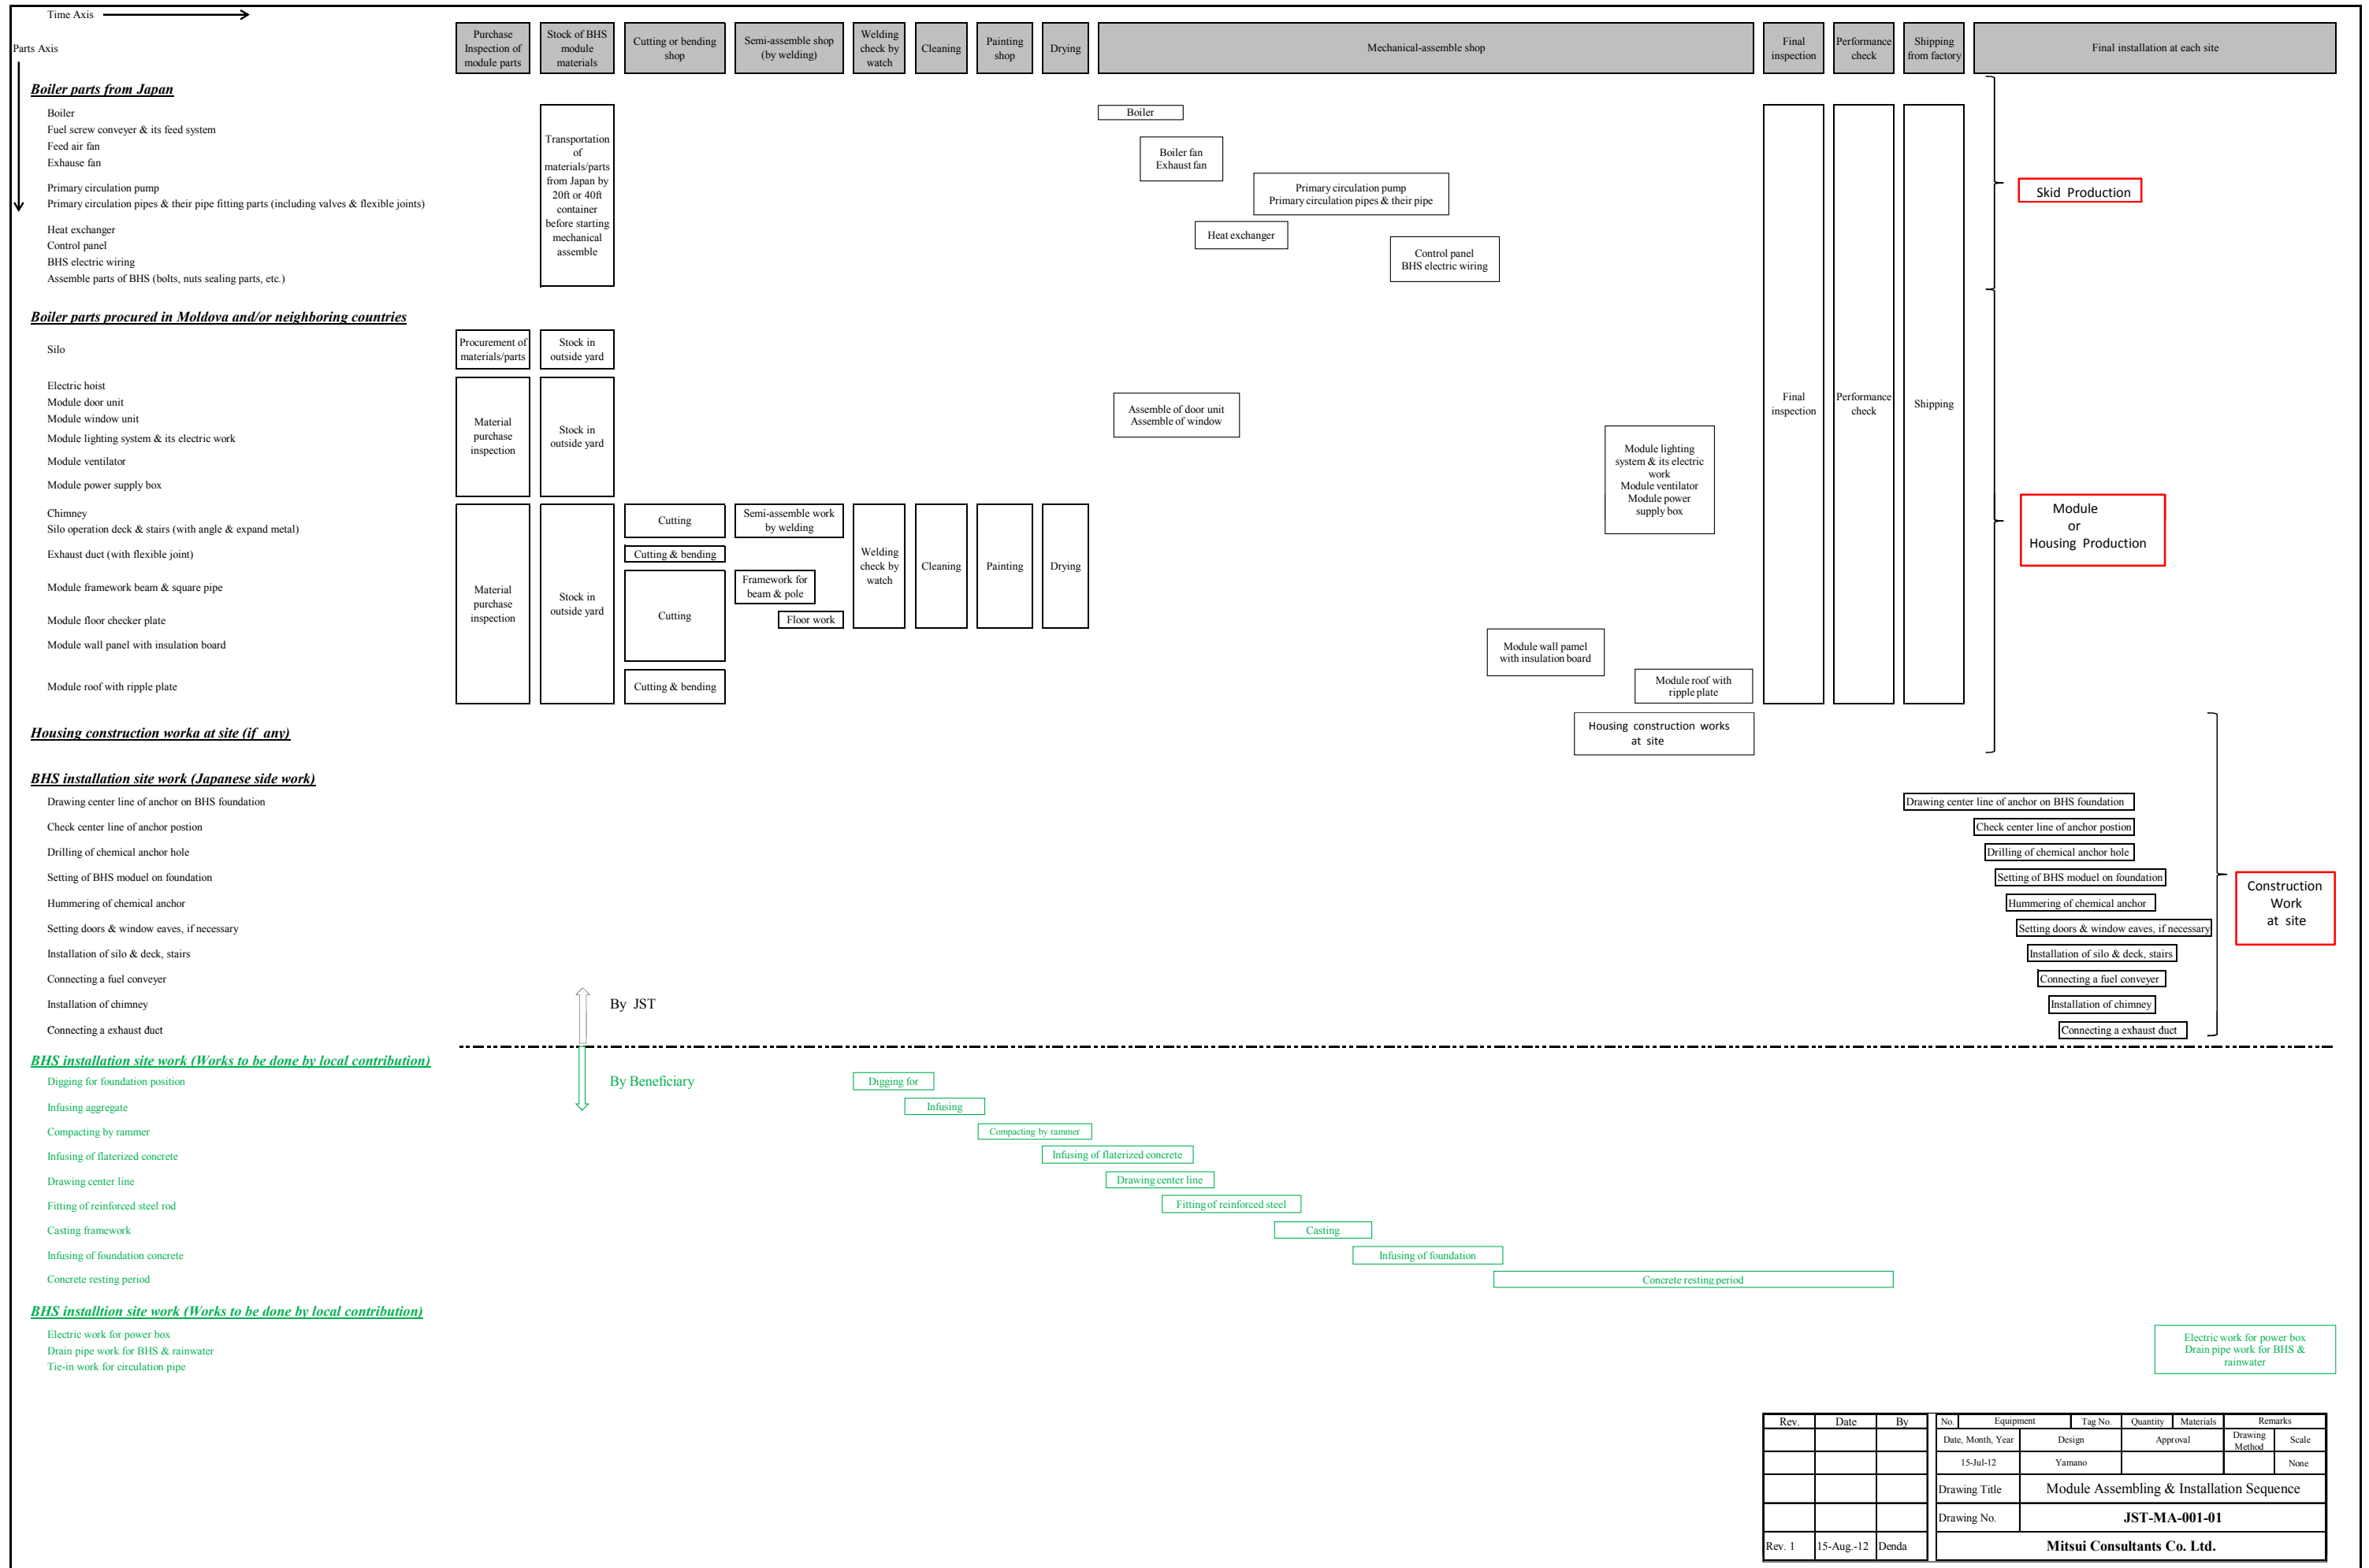 Time Axis
Parts Axis
Purchase
Inspection of
module parts
Stock of BHS
module
materials
Cutting or bending
shop
Semi-assemble shop
(by welding)
Welding
check by
watch
Cleaning
Painting
shop
Drying
Mechanical-assemble shop
Final
inspection
Performance
check
Shipping
from factory
Final installation at each site
Boiler parts from Japan
Boiler
Fuel screw conveyer & its feed system
Feed air fan
Exhause fan
Primary circulation pump
Primary circulation pipes & their pipe fitting parts (including valves & flexible joints)
Heat exchanger
Control panel
BHS electric wiring
Assemble parts of BHS (bolts, nuts sealing parts, etc.)
Transportation
of
materials/parts
from Japan by
20ft or 40ft
container
before starting
mechanical
assemble
Boiler
Boiler fan
Exhaust fan
Primary circulation pump
Primary circulation pipes & their pipe
Heat exchanger
Control panel
BHS electric wiring
Skid Production
Boiler parts procured in Moldova and/or neighboring countries
Silo
Procurement of
materials/parts
Stock in
outside yard
Electric hoist
Module door unit
Module window unit
Module lighting system & its electric work
Module ventilator
Module power supply box
Material
purchase
inspection
Stock in
outside yard
Assemble of door unit
Assemble of window
Module lighting
system & its electric
work
Module ventilator
Module power
supply box
Final
inspection
Performance
check
Shipping
Chimney
Silo operation deck & stairs (with angle & expand metal)
Exhaust duct (with flexible joint)
Module framework beam & square pipe
Module floor checker plate
Module wall panel with insulation board
Module roof with ripple plate
Material
purchase
inspection
Stock in
outside yard
Cutting
Cutting & bending
Cutting
Cutting & bending
Semi-assemble work
by welding
Framework for
beam & pole
Floor work
Welding
check by
watch
Cleaning
Painting
Drying
Module wall pamel
with insulation board
Module roof with
ripple plate
Module
or
Housing Production
Housing construction worka at site (if any)
Housing construction works
at site
BHS installation site work (Japanese side work)
Drawing center line of anchor on BHS foundation
Drawing center line of anchor on BHS foundation
Check center line of anchor postion
Check center line of anchor postion
Drilling of chemical anchor hole
Drilling of chemical anchor hole
Setting of BHS moduel on foundation
Setting of BHS moduel on foundation
Hummering of chemical anchor
Hummering of chemical anchor
Setting doors & window eaves, if necessary
Setting doors & window eaves, if necessary
Installation of silo & deck, stairs
Installation of silo & deck, stairs
Connecting a fuel conveyer
Connecting a fuel conveyer
Installation of chimney
Installation of chimney
Connecting a exhaust duct
Connecting a exhaust duct
Construction
Work
at site
By JST
BHS installation site work (Works to be done by local contribution)
By Beneficiary
Digging for foundation position
Digging for
Infusing aggregate
Infusing
Compacting by rammer
Compacting by rammer
Infusing of flaterized concrete
Infusing of flaterized concrete
Drawing center line
Drawing center line
Fitting of reinforced steel rod
Fitting of reinforced steel
Casting framework
Casting
Infusing of foundation concrete
Infusing of foundation
Concrete resting period
Concrete resting period
BHS installtion site work (Works to be done by local contribution)
Electric work for power box
Drain pipe work for BHS & rainwater
Tie-in work for circulation pipe
Electric work for power box
Drain pipe work for BHS &
rainwater
Rev. Date By
Rev. 1 15-Aug.-12 Denda
No. Equipment Tag No. Quantity Materials Remarks
Date, Month, Year Design Approval Drawing Method Scale
15-Jul-12 Yamano None
Drawing Title Module Assembling & Installation Sequence
Drawing No. JST-MA-001-01
Mitsui Consultants Co. Ltd.